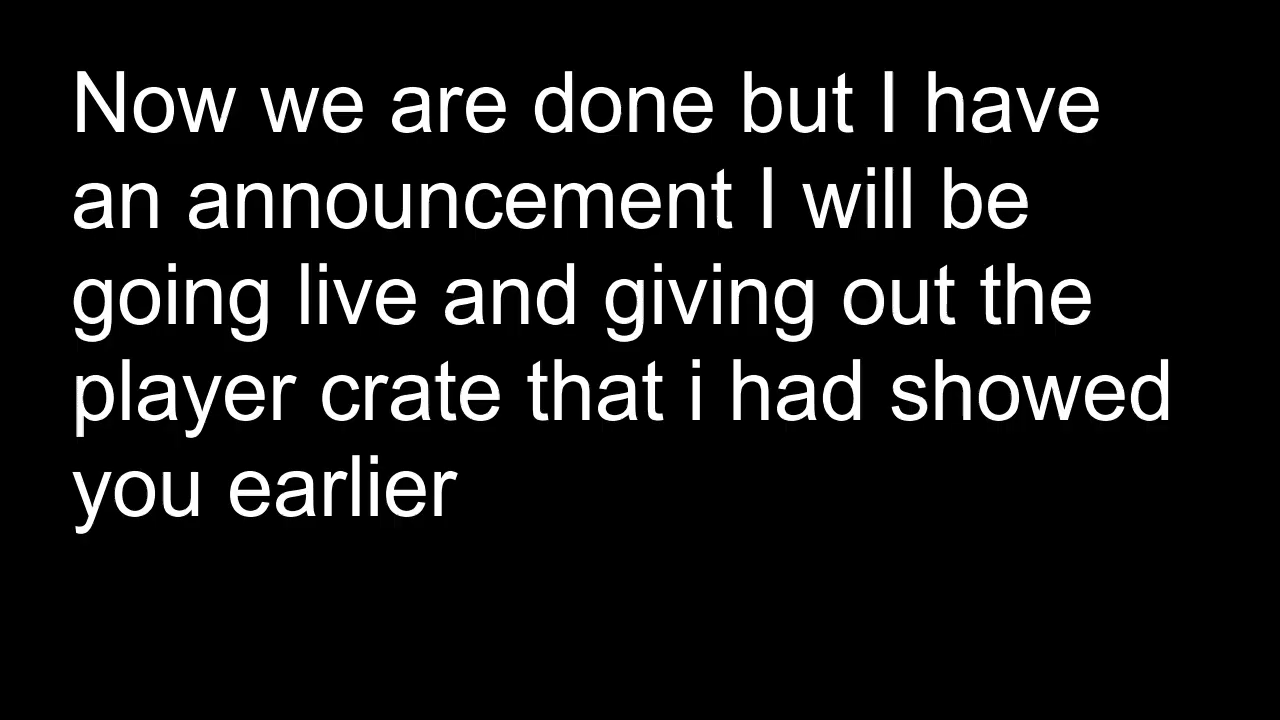 Now we are done but I have
an announcement I will be
going live and giving out the
player crate that i had showed
you earlier